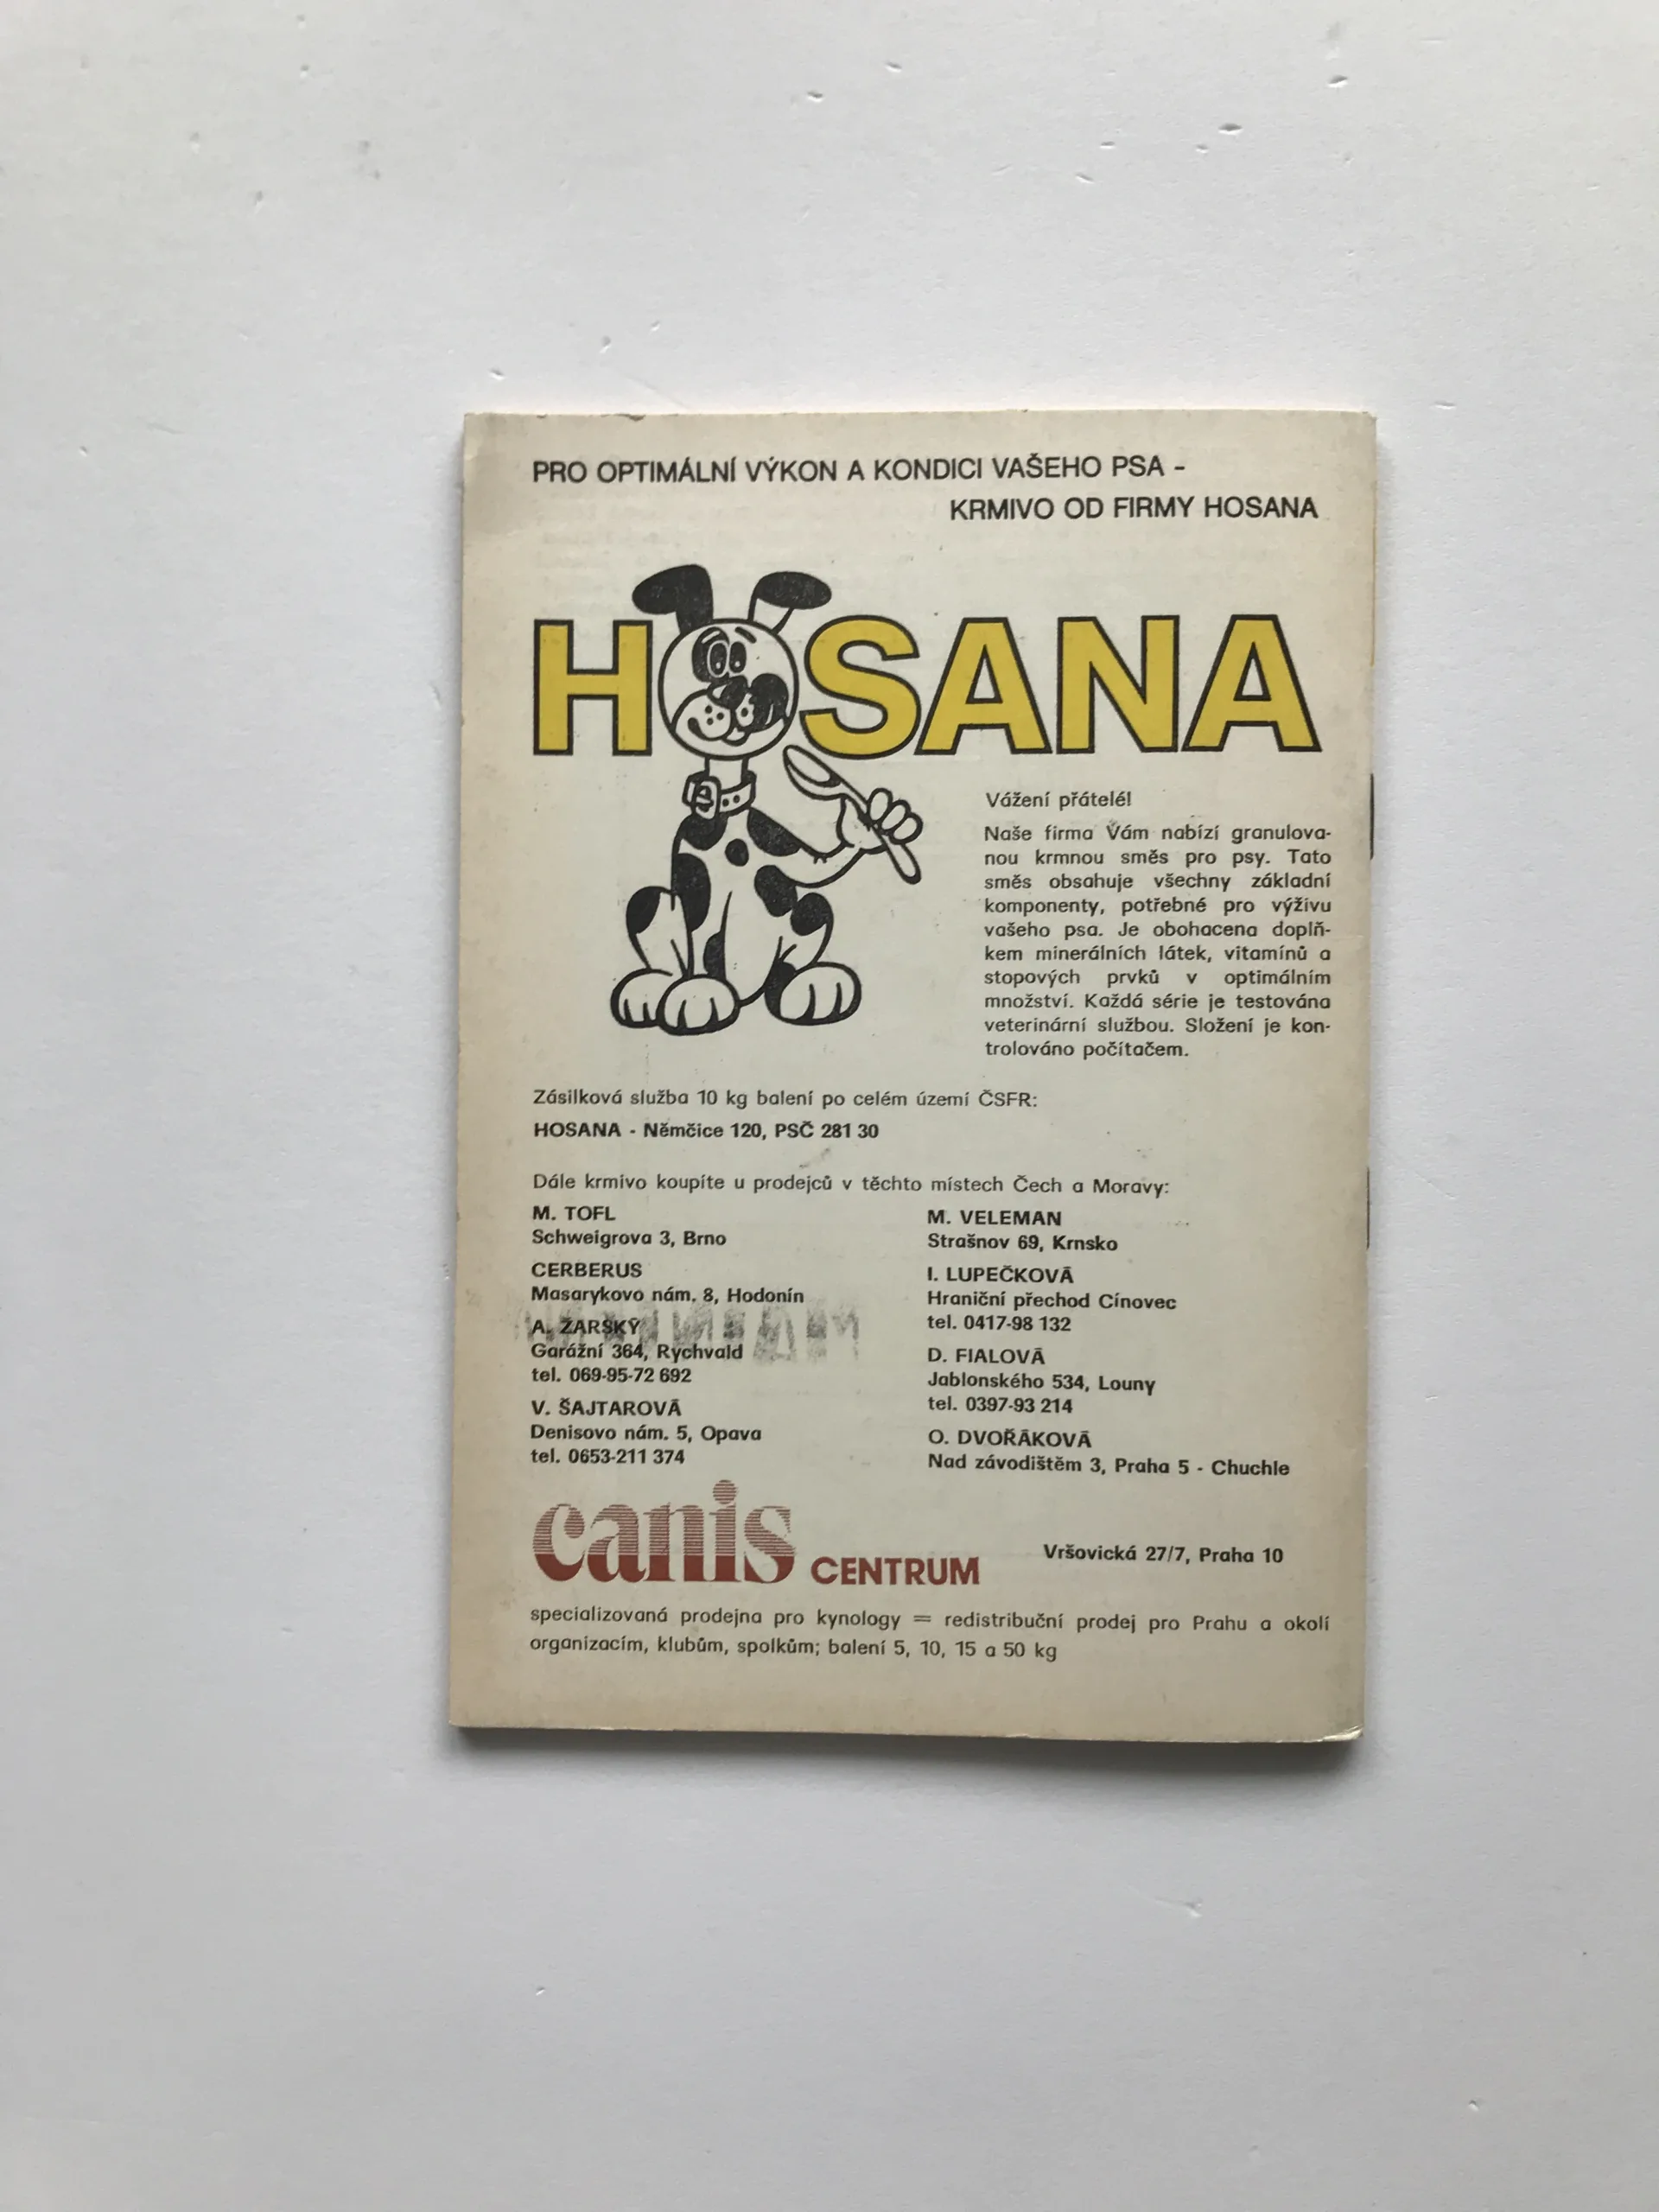 PRO OPTIMÁLNÍ VÝKON A KONDICI VAŠEHO PSA -
KRMIVO OD FIRMY HOSANA
HOSANA
Vážení přátelé!
Naše firma Vám nabízí granulova-
nou krmnou směs pro psy. Tato
směs obsahuje všechny základní
komponenty, potřebné pro výživu
vašeho psa. Je obohacena doplň-
kem minerálních látek, vitamínů a
stopových prvků v optimálním
množství. Každá série je testována
veterinární službou. Složení je kon-
trolováno počítačem.
Zásilková služba 10 kg balení po celém území ČSFR:
HOSANA - Němčice 120, PSČ 281 30
Dále krmivo koupíte u prodejců v těchto místech Čech a Moravy:
M. TOFL
Schweigrova 3, Brno
CERBERUS
Masarykovo nám. 8, Hodonín
A. ŽARSKÝ
Garážní 364, Rychvald
tel. 069-95-72 692
V. ŠAJTAROVÁ
Denisovo nám. 5, Opava
tel. 0653-211 374
M. VELEMAN
Strašnov 69, Krnsko
I. LUPEČKOVÁ
Hraniční přechod Cínovec
tel. 0417-98 132
D. FIALOVÁ
Jablonského 534, Louny
tel. 0397-93 214
O. DVOŘÁKOVÁ
Nad závodištěm 3, Praha 5 - Chuchle
canis CENTRUM
Vršovická 27/7, Praha 10
specializovaná prodejna pro kynology = redistribuční prodej pro Prahu a okolí
organizacím, klubům, spolkům; balení 5, 10, 15 a 50 kg